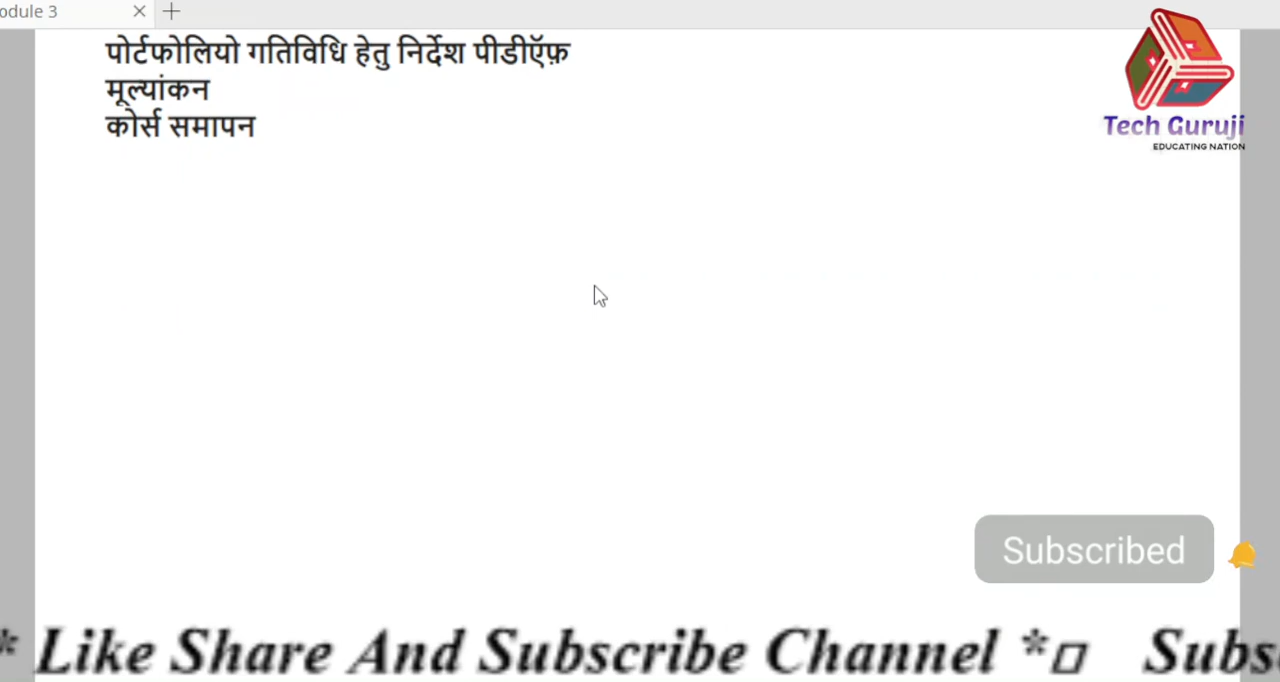 odule 3
पोर्टफोलियो गतिविधि हेतु निर्देश पीडीऍफ़
मूल्यांकन
कोर्स समापन
Tech Guruji
EDUCATING NATION
Subscribed
* Like Share And Subscribe Channel *▯ Subs